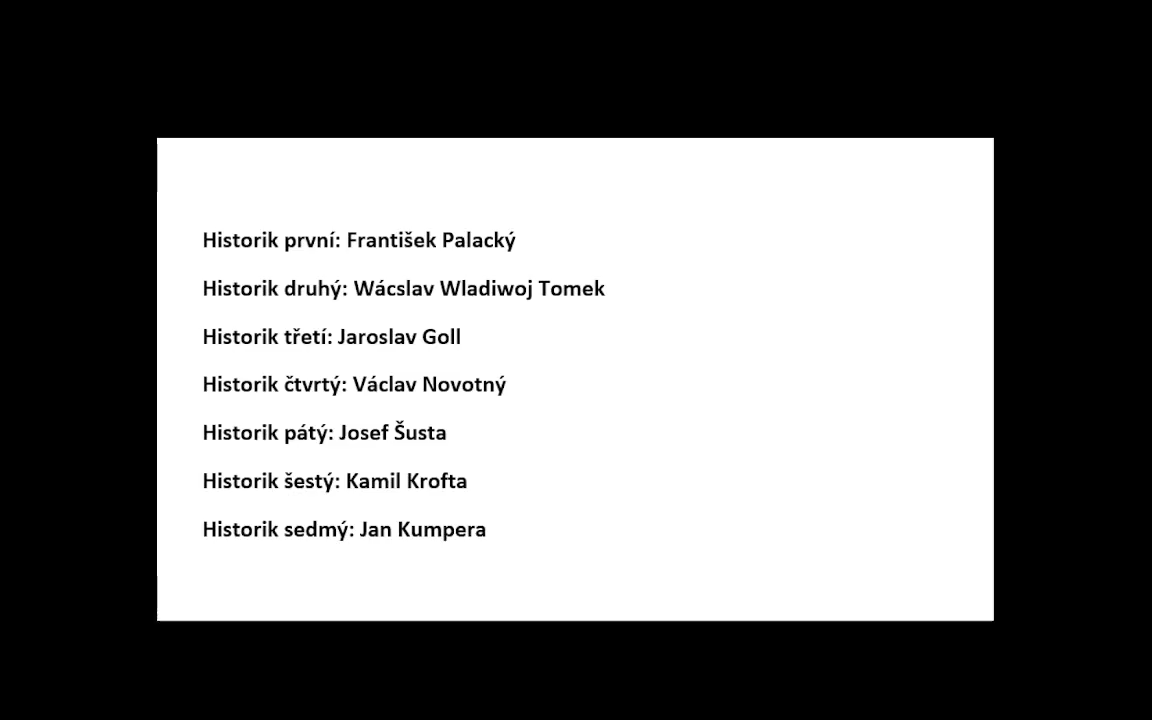 Historik první: František Palacký
Historik druhý: Wácslav Wladiwoj Tomek
Historik třetí: Jaroslav Goll
Historik čtvrtý: Václav Novotný
Historik pátý: Josef Šusta
Historik šestý: Kamil Krofta
Historik sedmý: Jan Kumpera